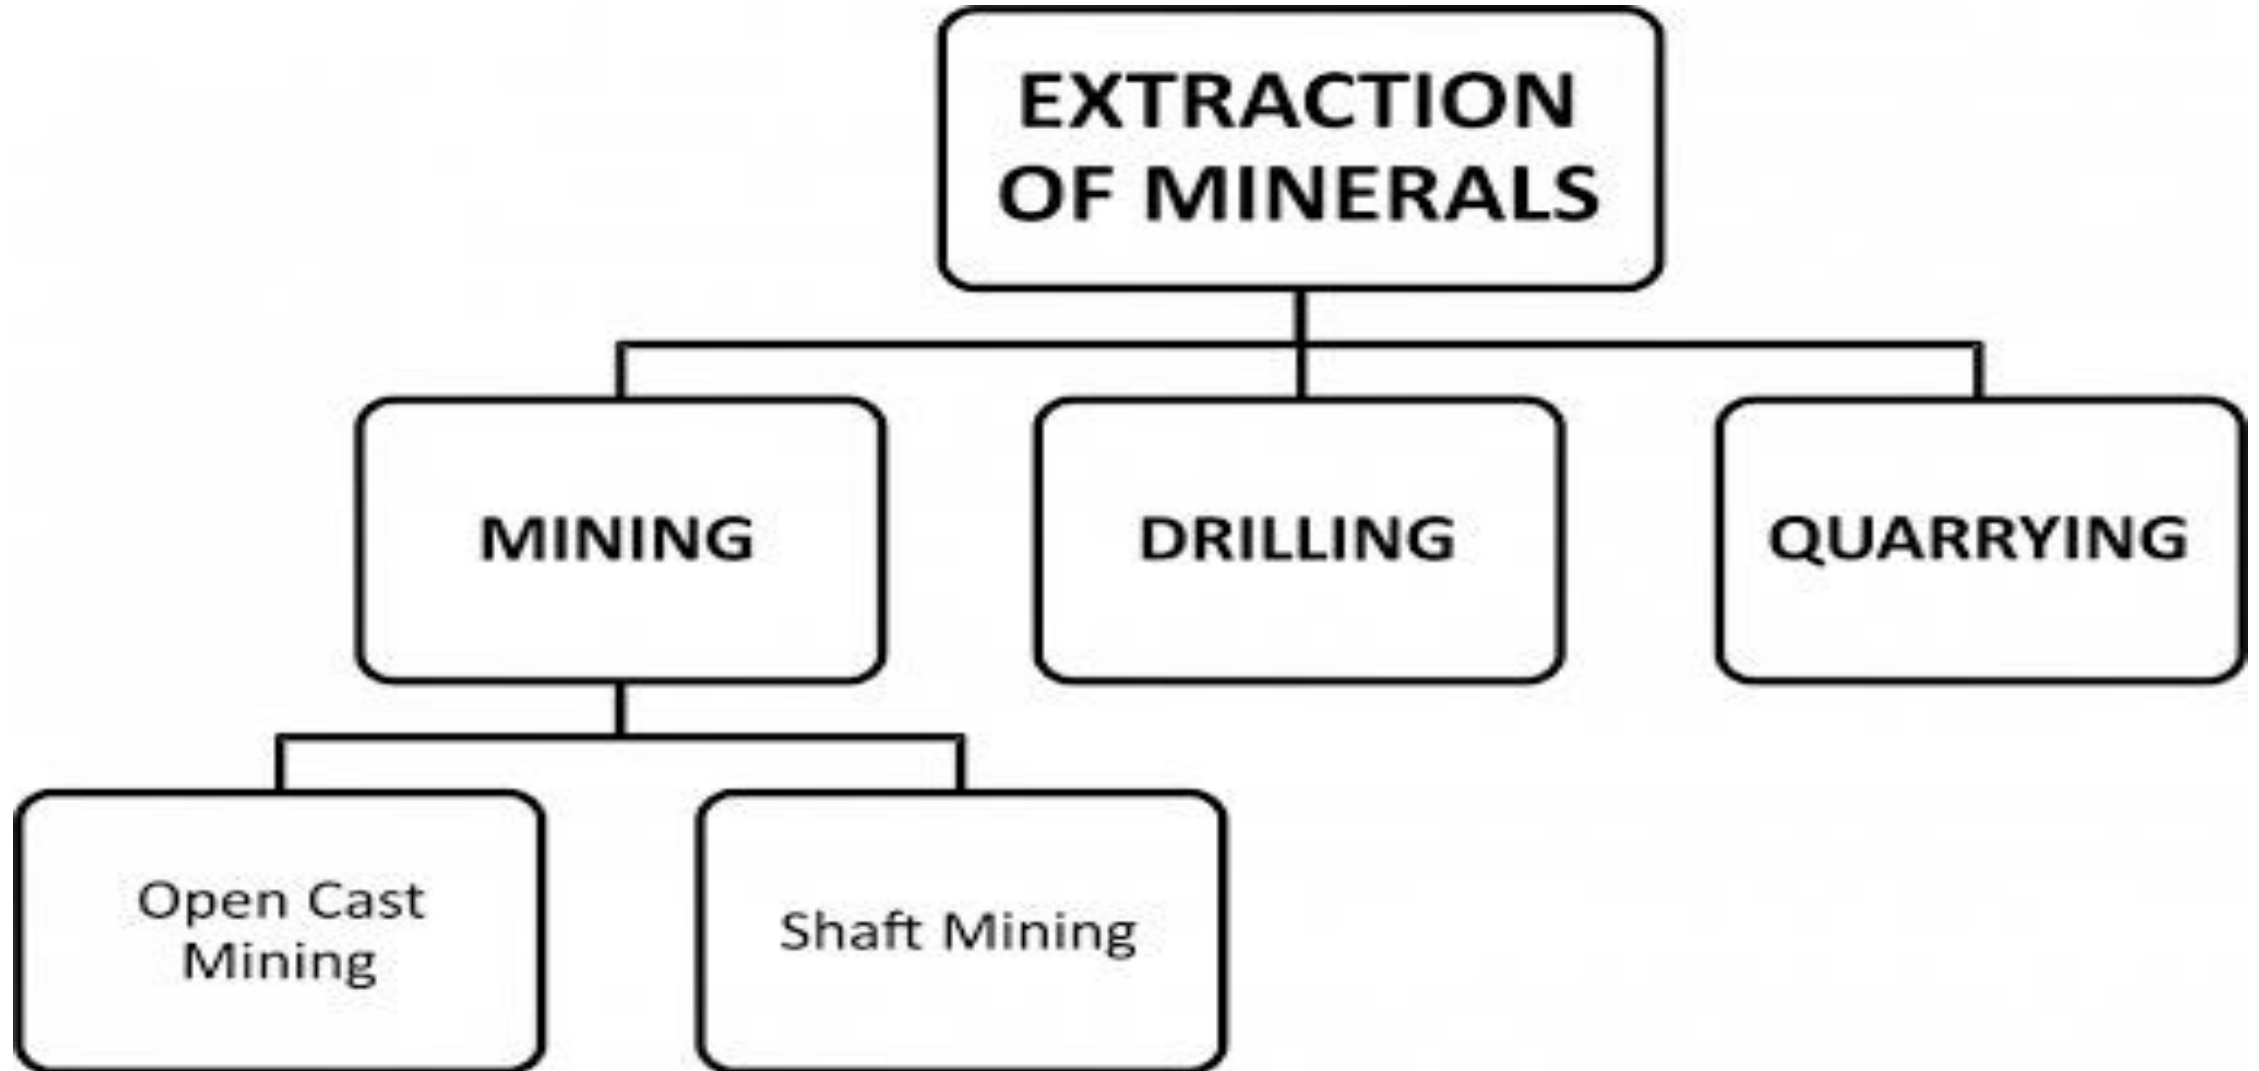 EXTRACTION
OF MINERALS
MINING
DRILLING
QUARRYING
Open Cast
Mining
Shaft Mining